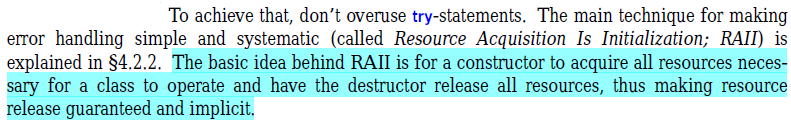 To achieve that, don’t overuse try-statements. The main technique for making
error handling simple and systematic (called Resource Acquisition Is Initialization; RAII) is
explained in §4.2.2. The basic idea behind RAII is for a constructor to acquire all resources neces-
sary for a class to operate and have the destructor release all resources, thus making resource
release guaranteed and implicit.